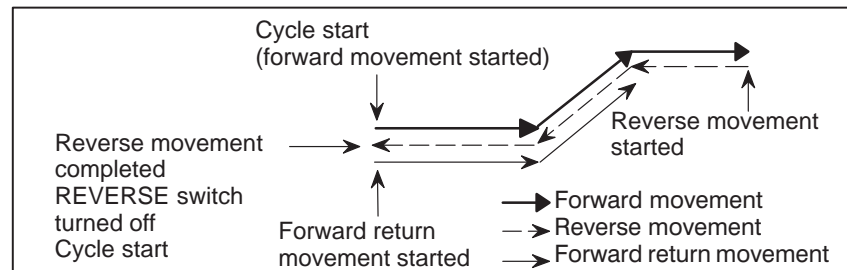 Cycle start
(forward movement started)
Reverse movement
started
Reverse movement
completed
REVERSE switch
turned off
Cycle start
Forward return
movement started
Forward movement
Reverse movement
Forward return movement